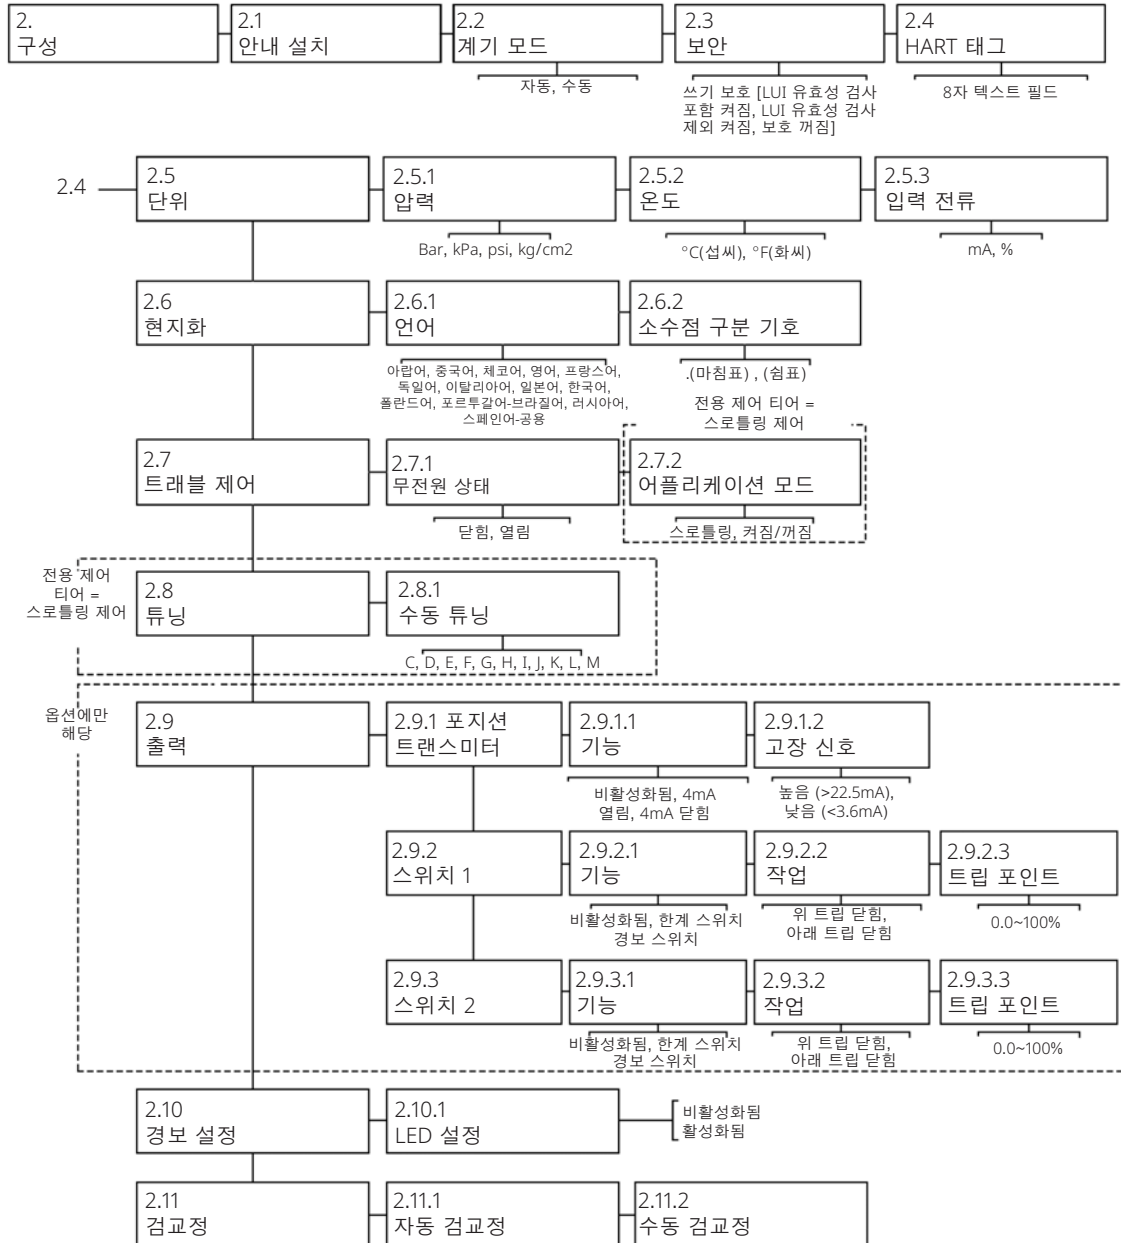 2.
구성
2.1
안내 설치
2.2
계기 모드
2.3
보안
2.4
HART 태그
자동, 수동
쓰기 보호 [LUI 유효성 검사
포함 켜짐, LUI 유효성 검사
제외 켜짐, 보호 꺼짐]
8자 텍스트 필드
2.4
2.5
단위
2.5.1
압력
2.5.2
온도
2.5.3
입력 전류
Bar, kPa, psi, kg/cm2
°C(섭씨), °F(화씨)
mA, %
2.6
현지화
2.6.1
언어
2.6.2
소수점 구분 기호
아랍어, 중국어, 체코어, 영어, 프랑스어,
독일어, 이탈리아어, 일본어, 한국어,
폴란드어, 포르투갈어-브라질어, 러시아어,
스페인어-공용
.(마침표) , (쉼표)
전용 제어 티어 =
스로틀링 제어
2.7
트래블 제어
2.7.1
무전원 상태
2.7.2
어플리케이션 모드
닫힘, 열림
스로틀링, 켜짐/꺼짐
전용 제어
티어 =
스로틀링 제어
2.8
튜닝
2.8.1
수동 튜닝
C, D, E, F, G, H, I, J, K, L, M
옵션에만
해당
2.9
출력
2.9.1 포지션
트랜스미터
2.9.1.1
기능
2.9.1.2
고장 신호
비활성화됨, 4mA
열림, 4mA 닫힘
높음 (>22.5mA),
낮음 (<3.6mA)
2.9.2
스위치 1
2.9.2.1
기능
2.9.2.2
작업
2.9.2.3
트립 포인트
비활성화됨, 한계 스위치
경보 스위치
위 트립 닫힘,
아래 트립 닫힘
0.0~100%
2.9.3
스위치 2
2.9.3.1
기능
2.9.3.2
작업
2.9.3.3
트립 포인트
비활성화됨, 한계 스위치
경보 스위치
위 트립 닫힘,
아래 트립 닫힘
0.0~100%
2.10
경보 설정
2.10.1
LED 설정
비활성화됨
활성화됨
2.11
검교정
2.11.1
자동 검교정
2.11.2
수동 검교정